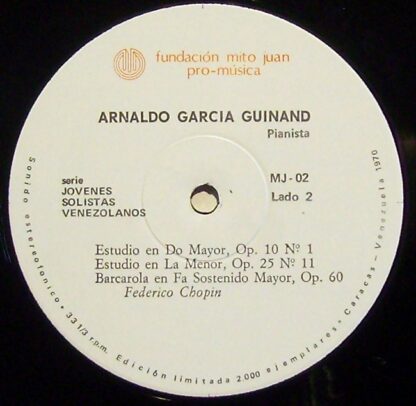 fundación mito juan
pro-música
ARNALDO GARCIA GUINAND
Pianista
serie
JOVENES
SOLISTAS
VENEZOLANOS
MJ-02
Lado 2
Estudio en Do Mayor, Op. 10 Nº 1
Estudio en La Menor, Op. 25 Nº 11
Barcarola en Fa Sostenido Mayor, Op. 60
Federico Chopin
Sonido estereofónico • 33 1/3 r.p.m. Edición limitada 2000 ejemplares • Caracas - Venezuela 1970